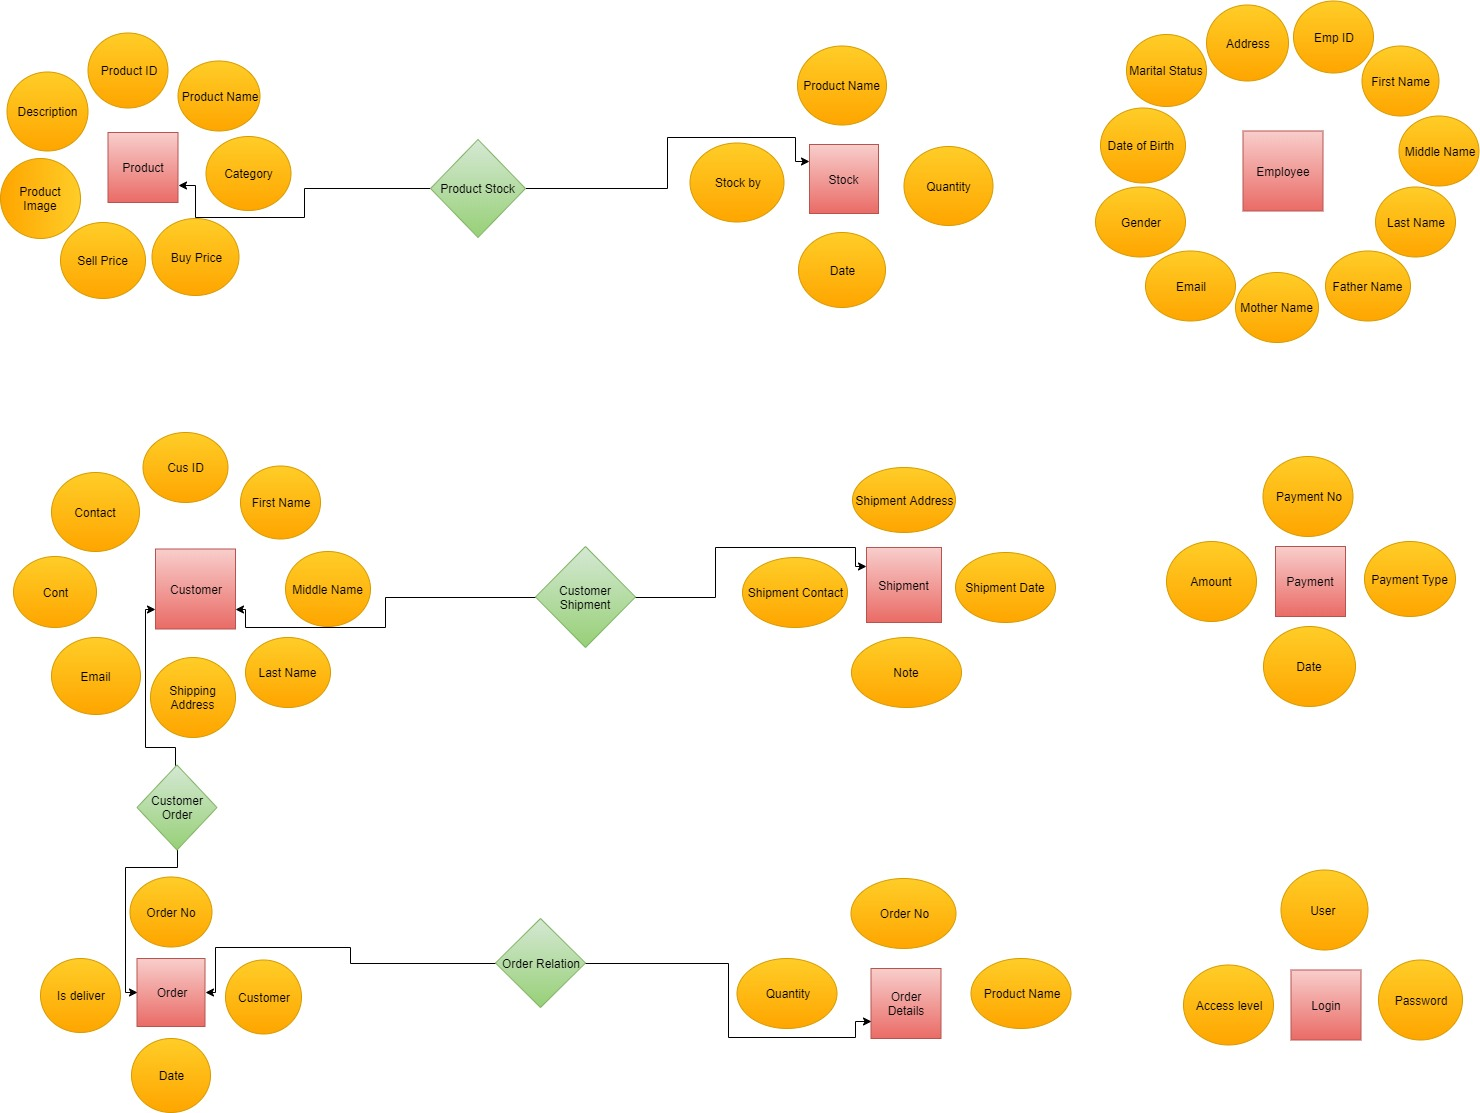 Product ID
Product Name
Description
Product
Category
Product
Image
Sell Price
Buy Price
Product Stock
Product Name
Stock by
Stock
Quantity
Date
Address
Emp ID
Marital Status
First Name
Date of Birth
Middle Name
Employee
Gender
Last Name
Email
Mother Name
Father Name
Cus ID
Contact
First Name
Cont
Customer
Middle Name
Email
Shipping
Address
Last Name
Customer
Shipment
Shipment Address
Shipment Contact
Shipment
Shipment Date
Note
Payment No
Amount
Payment
Payment Type
Date
Customer
Order
Order No
Is deliver
Order
Customer
Date
Order Relation
Order No
Quantity
Order
Details
Product Name
User
Access level
Login
Password